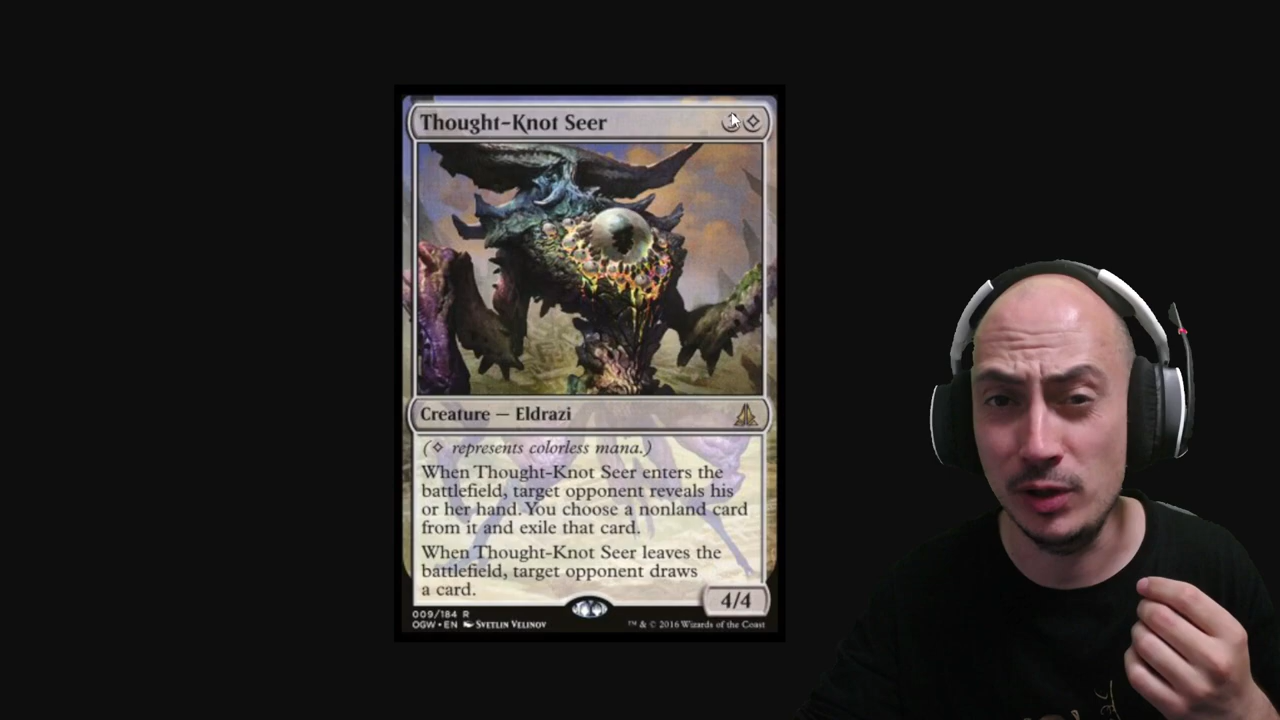 Thought-Knot Seer
Creature — Eldrazi
(◇ represents colorless mana.)
When Thought-Knot Seer enters the
battlefield, target opponent reveals his
or her hand. You choose a nonland card
from it and exile that card.
When Thought-Knot Seer leaves the
battlefield, target opponent draws
a card.
4/4
009/184 R
OGW • EN SVETLIN VELINOV
™ & © 2016 Wizards of the Coast